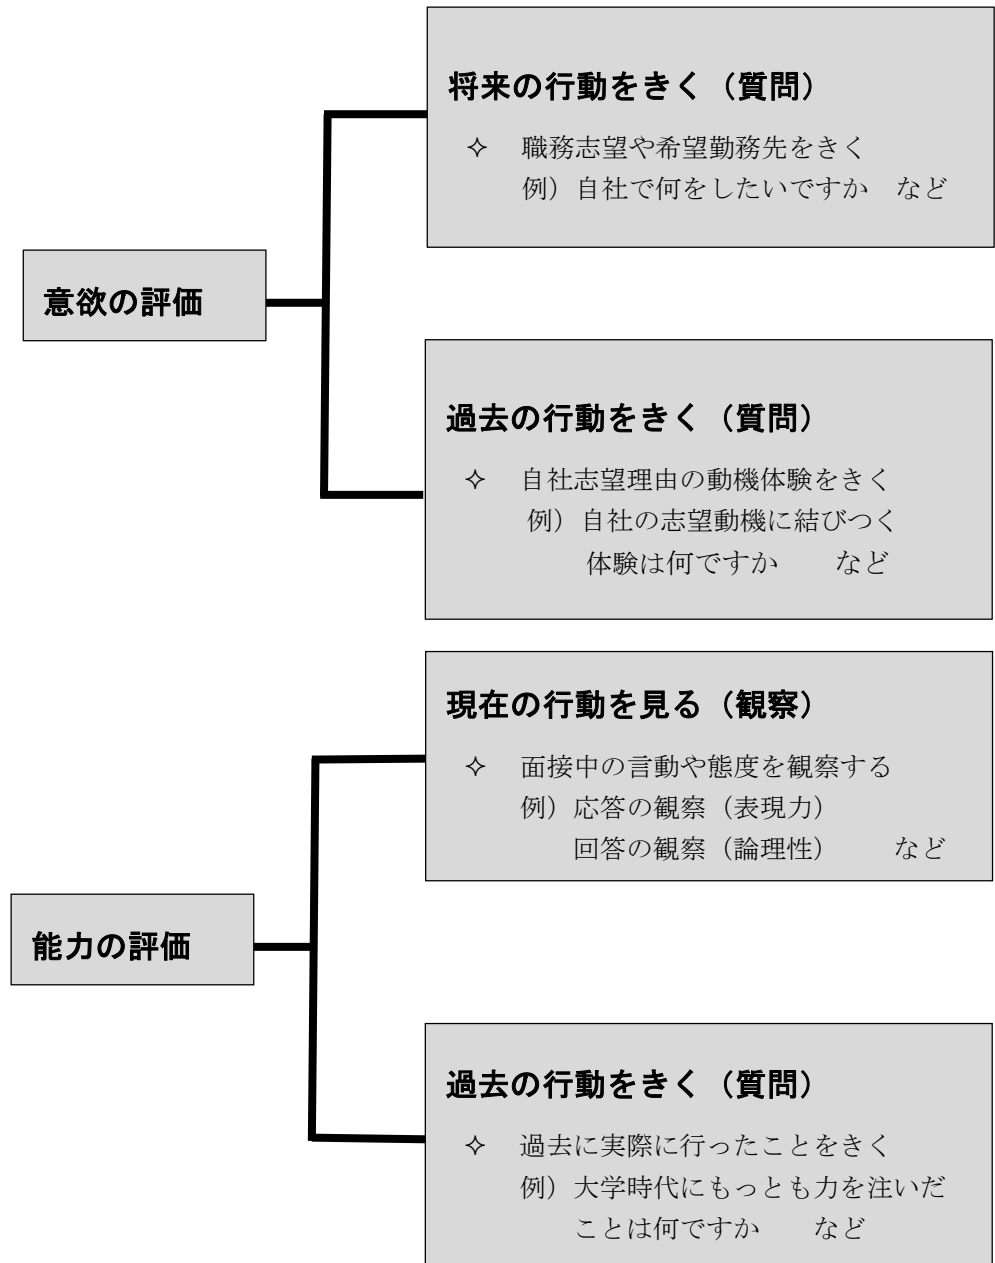 将来の行動をきく（質問）
✧ 職務志望や希望勤務先をきく
例）自社で何をしたいですか　など
意欲の評価
過去の行動をきく（質問）
✧ 自社志望理由の動機体験をきく
例）自社の志望動機に結びつく
体験は何ですか　　など
現在の行動を見る（観察）
✧ 面接中の言動や態度を観察する
例）応答の観察（表現力）
回答の観察（論理性）　　など
能力の評価
過去の行動をきく（質問）
✧ 過去に実際に行ったことをきく
例）大学時代にもっとも力を注いだ
ことは何ですか　　など